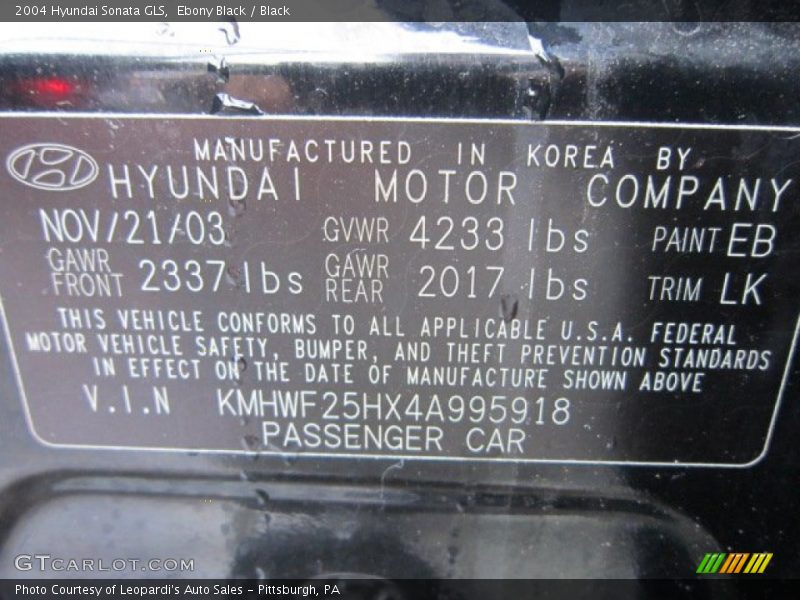 2004 Hyundai Sonata GLS,  Ebony Black / Black
MANUFACTURED IN KOREA BY
HYUNDAI MOTOR COMPANY
NOV/21/03 GVWR 4233 lbs PAINT EB
GAWR FRONT 2337 lbs GAWR REAR 2017 lbs TRIM LK
THIS VEHICLE CONFORMS TO ALL APPLICABLE U.S.A. FEDERAL
MOTOR VEHICLE SAFETY, BUMPER, AND THEFT PREVENTION STANDARDS
IN EFFECT ON THE DATE OF MANUFACTURE SHOWN ABOVE
V.I.N KMHWF25HX4A995918
PASSENGER CAR
GTCARLOT.COM
Photo Courtesy of Leopardi's Auto Sales - Pittsburgh, PA